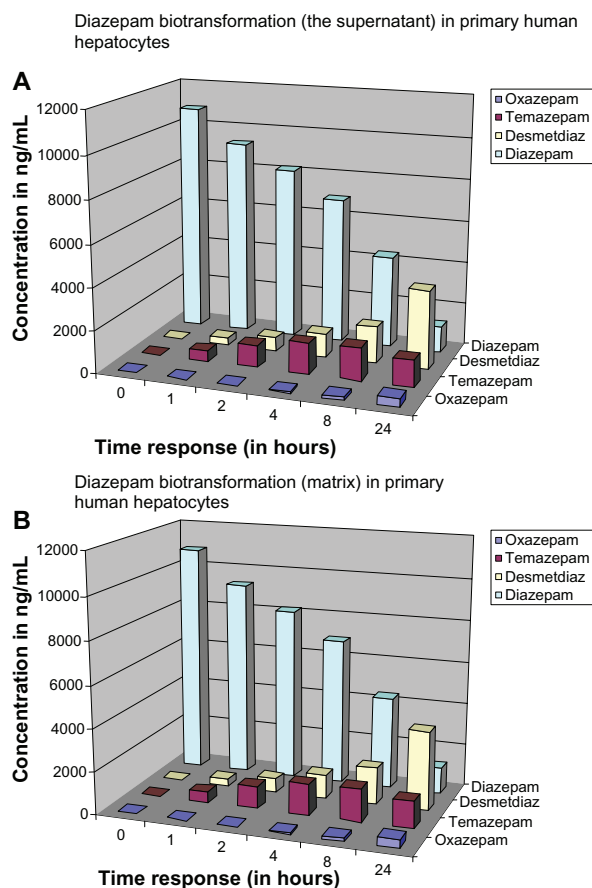 Diazepam biotransformation (the supernatant) in primary human
hepatocytes
A
Concentration in ng/mL
12000
10000
8000
6000
4000
2000
0
0
1
2
4
8
24
Time response (in hours)
Diazepam
Desmetdiaz
Temazepam
Oxazepam
Oxazepam
Temazepam
Desmetdiaz
Diazepam
Diazepam biotransformation (matrix) in primary
human hepatocytes
B
Concentration in ng/mL
12000
10000
8000
6000
4000
2000
0
0
1
2
4
8
24
Time response (in hours)
Diazepam
Desmetdiaz
Temazepam
Oxazepam
Oxazepam
Temazepam
Desmetdiaz
Diazepam